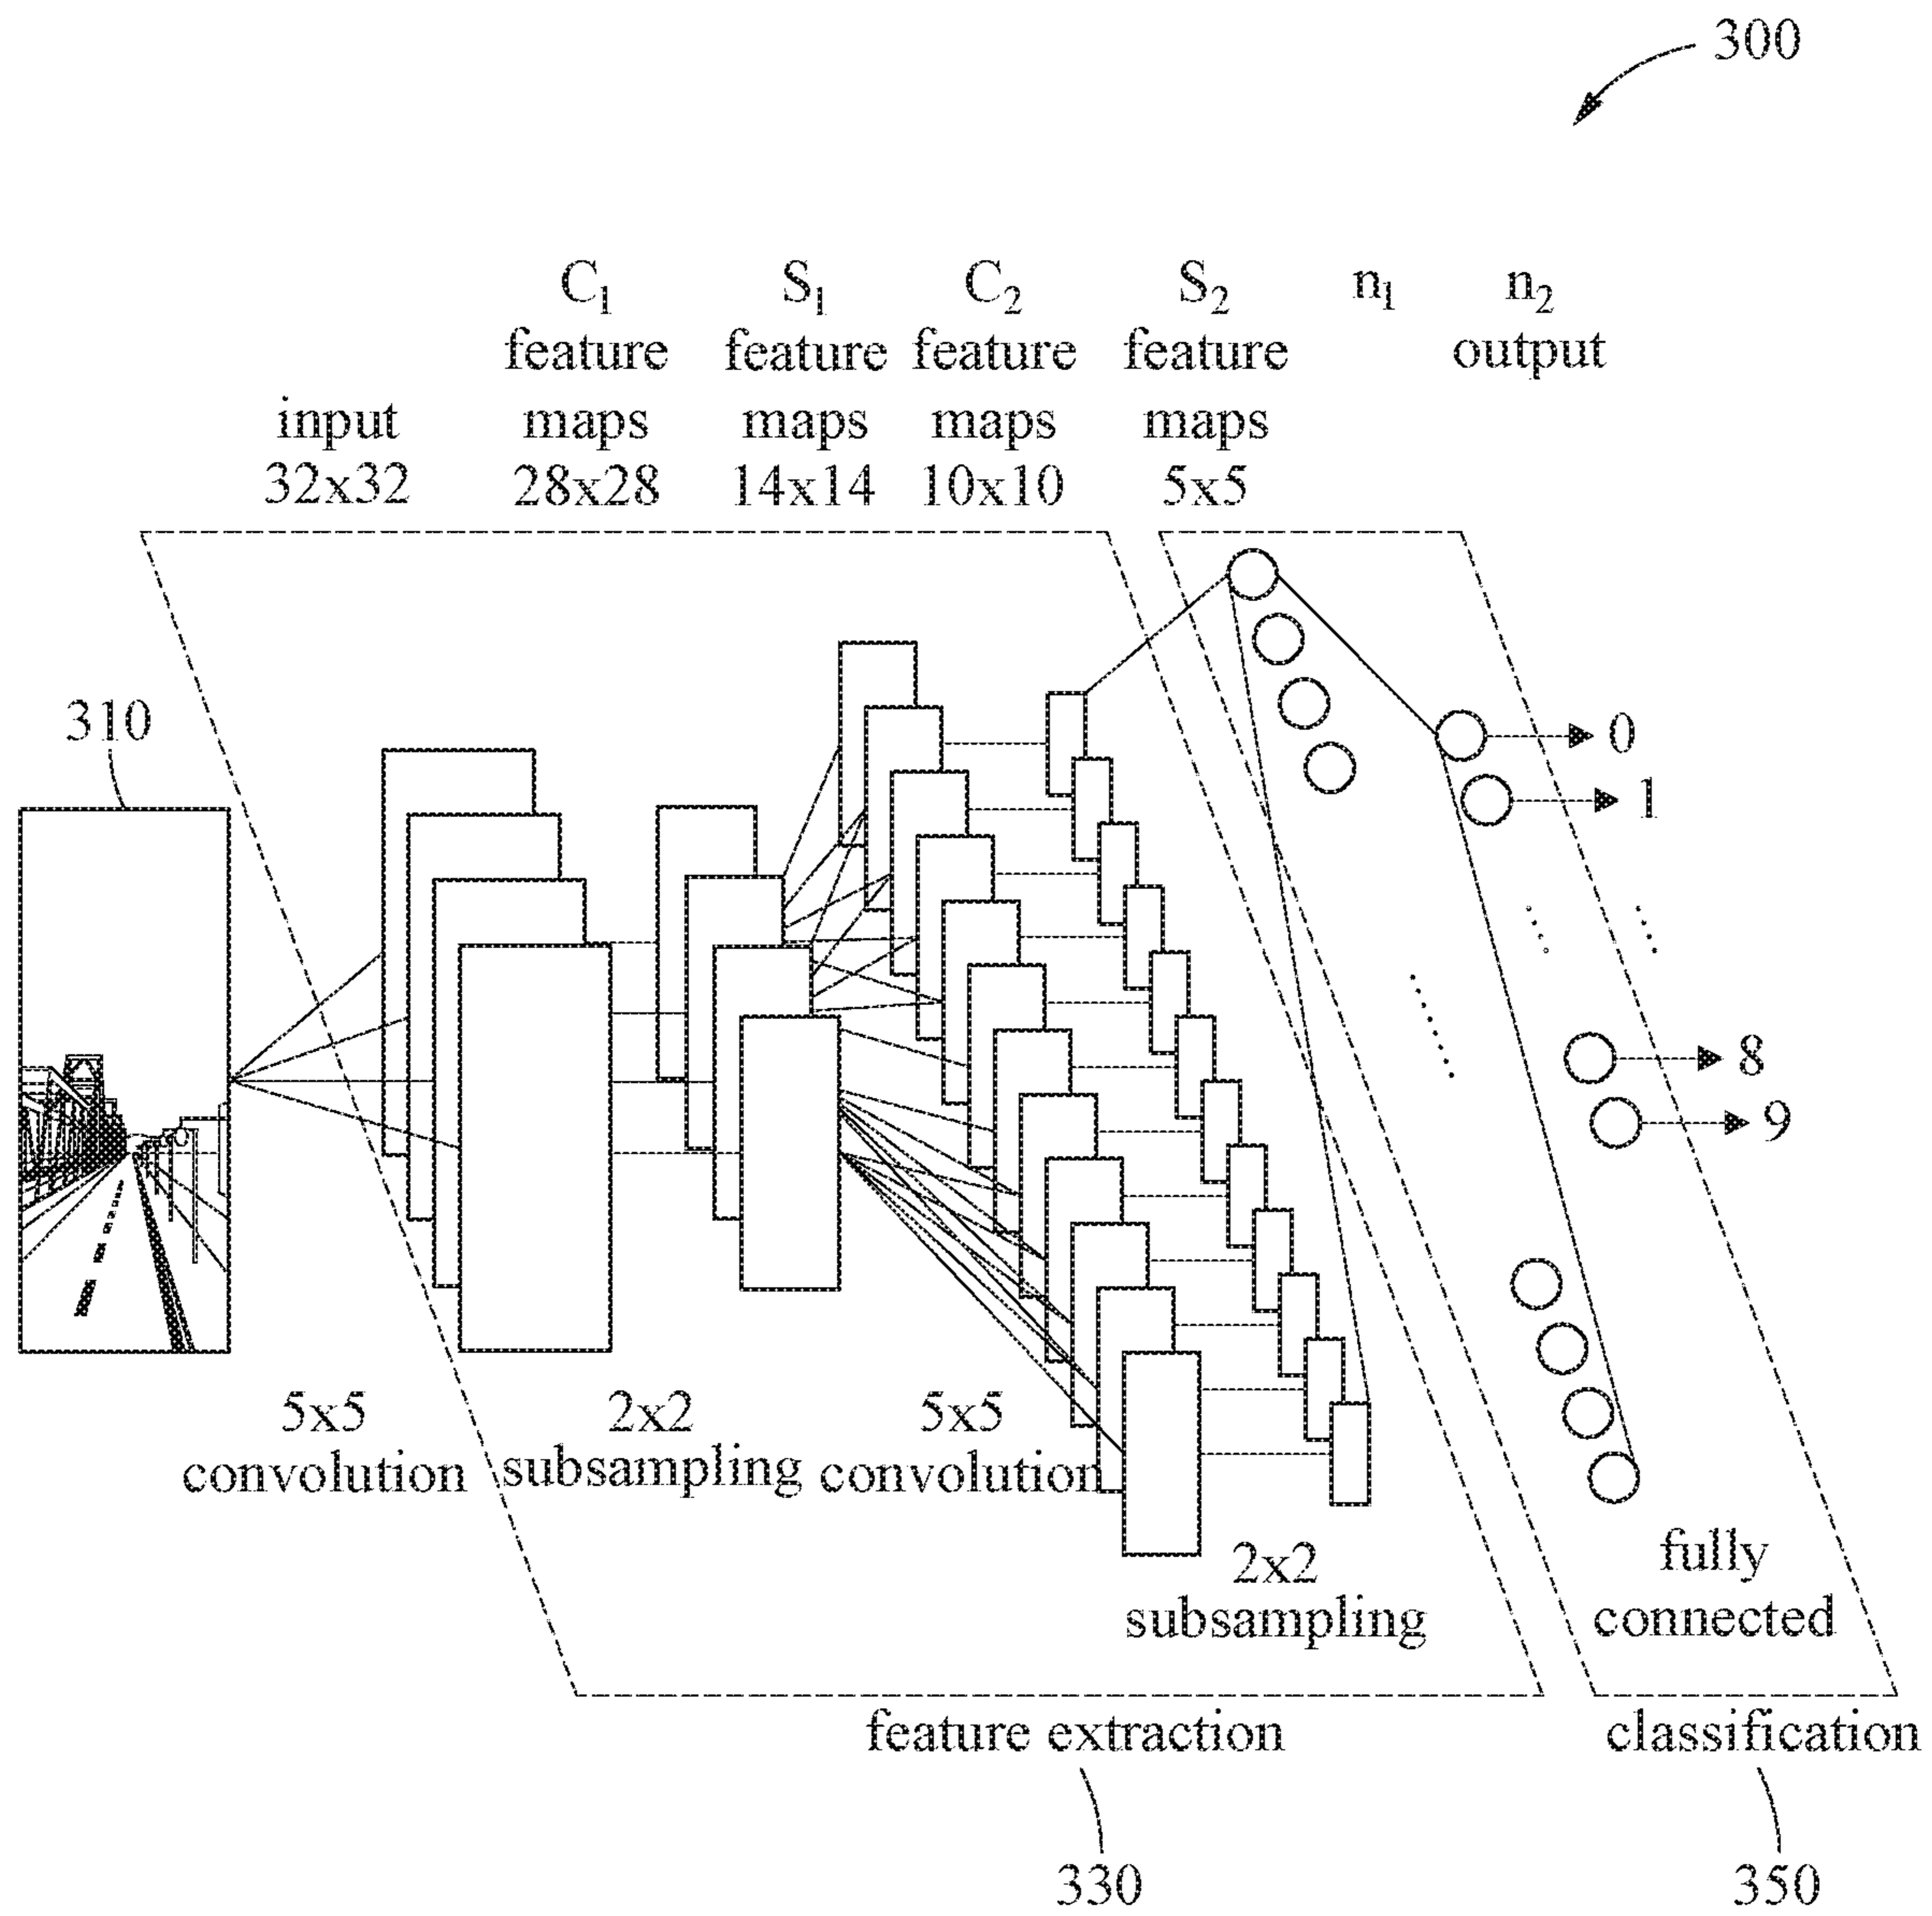 300
C₁
feature
maps
28x28
S₁
feature
maps
14x14
C₂
feature
maps
10x10
S₂
feature
maps
5x5
n₁
n₂
output
input
32x32
310
0
1
8
9
5x5
convolution
2x2
subsampling
5x5
convolution
2x2
subsampling
fully
connected
feature extraction
classification
330
350